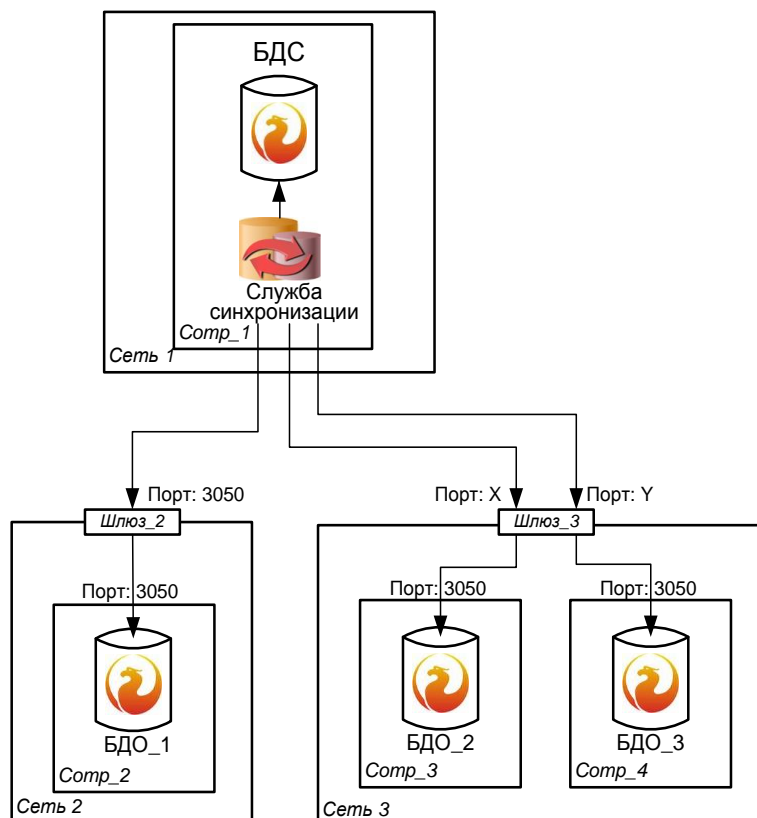 БДС
Служба
синхронизации
Comp_1
Сеть 1
Порт: 3050
Порт: X
Порт: Y
Шлюз_2
Шлюз_3
Порт: 3050
Порт: 3050
Порт: 3050
БДО_1
БДО_2
БДО_3
Comp_2
Comp_3
Comp_4
Сеть 2
Сеть 3